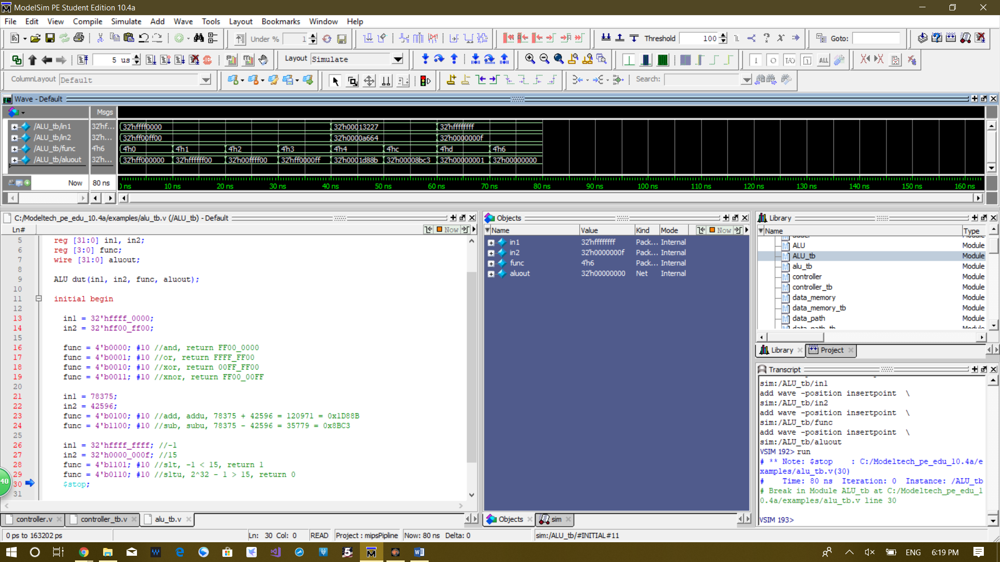 ModelSim PE Student Edition 10.4a
File Edit View Compile Simulate Add Wave Tools Layout Bookmarks Window Help
Under % 1 Threshold 100 Goto:
5 us Layout Simulate
ColumnLayout Default Search:
Wave - Default
Msgs
/ALU_tb/in1 32'hf... 32'hffff0000 32'h00013227 32'hffffffff
/ALU_tb/in2 32'h... 32'hff00ff00 32'h0000a664 32'h0000000f
/ALU_tb/func 4'h6 4'h0 4'h1 4'h2 4'h3 4'h4 4'hc 4'hd 4'h6
/ALU_tb/aluout 32'h... 32'hff000000 32'hffffff00 32'h00ffff00 32'hff0000ff 32'h0001d88b 32'h00008bc3 32'h00000001 32'h00000000
Now 80 ns
ns 10 ns 20 ns 30 ns 40 ns 50 ns 60 ns 70 ns 80 ns 90 ns 100 ns 110 ns 120 ns 130 ns 140 ns 150 ns 160 ns
C:/Modeltech_pe_edu_10.4a/examples/alu_tb.v (/ALU_tb) - Default
Ln# Now
5 reg [31:0] in1, in2;
6 reg [3:0] func;
7 wire [31:0] aluout;
8
9 ALU dut(in1, in2, func, aluout);
10
11 initial begin
12
13 in1 = 32'hffff_0000;
14 in2 = 32'hff00_ff00;
15
16 func = 4'b0000; #10 //and, return FF00_0000
17 func = 4'b0001; #10 //or, return FFFF_FF00
18 func = 4'b0010; #10 //xor, return 00FF_FF00
19 func = 4'b0011; #10 //xnor, return FF00_00FF
20
21 in1 = 78375;
22 in2 = 42596;
23 func = 4'b0100; #10 //add, addu, 78375 + 42596 = 120971 = 0x1D88B
24 func = 4'b1100; #10 //sub, subu, 78375 - 42596 = 35779 = 0x8BC3
25
26 in1 = 32'hffff_ffff; //-1
27 in2 = 32'h0000_000f; //15
28 func = 4'b1101; #10 //slt, -1 < 15, return 1
29 func = 4'b0110; #10 //sltu, 2^32 - 1 > 15, return 0
30 $stop;
31
40
controller.v controller_tb.v alu_tb.v
Objects
Name Value Kind Mode Now
in1 32'hffffffff Pack... Internal
in2 32'h0000000f Pack... Internal
func 4'h6 Pack... Internal
aluout 32'h00000000 Net Internal
Objects sim
Library
Name Type
adder
ALU Module
ALU_tb Module
alu_tb Module
controller Module
controller_tb Module
data_memory Module
data_memory_tb Module
data_path Module
data_path_tb Module
Library Project
Transcript
sim:/ALU_tb/in1
add wave -position insertpoint \
sim:/ALU_tb/in2
add wave -position insertpoint \
sim:/ALU_tb/func
add wave -position insertpoint \
sim:/ALU_tb/aluout
VSIM 192> run
# ** Note: $stop : C:/Modeltech_pe_edu_10.4a/e
xamples/alu_tb.v(30)
# Time: 80 ns Iteration: 0 Instance: /ALU_tb
# Break in Module ALU_tb at C:/Modeltech_pe_edu_1
0.4a/examples/alu_tb.v line 30
VSIM 193>
0 ps to 163202 ps Ln: 30 Col: 0 READ Project : mipsPipline Now: 80 ns Delta: 0 sim:/ALU_tb/#INITIAL#11
ENG 6:19 PM